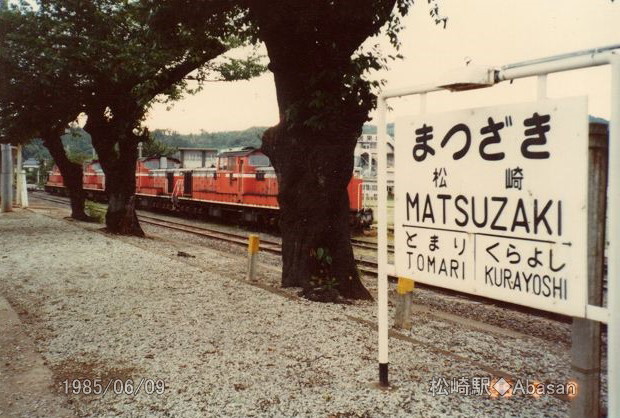 まつざき
松崎
MATSUZAKI
とまり くらよし
TOMARI KURAYOSHI
1985/06/09
松崎駅◆Abasan